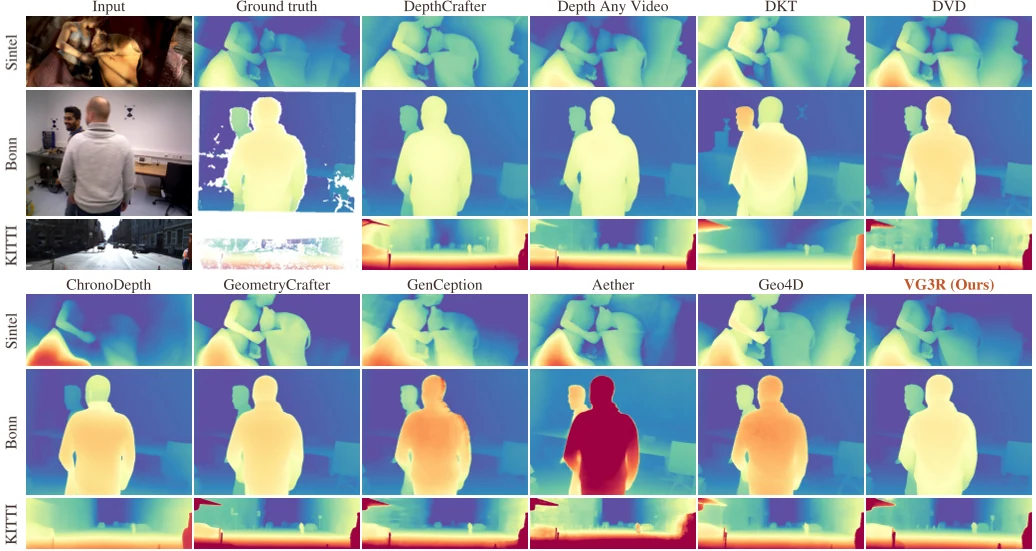 Input Ground truth DepthCrafter Depth Any Video DKT DVD
Sintel
Bonn
KITTI
ChronoDepth GeometryCrafter GenCeption Aether Geo4D VG3R (Ours)
Sintel
Bonn
KITTI